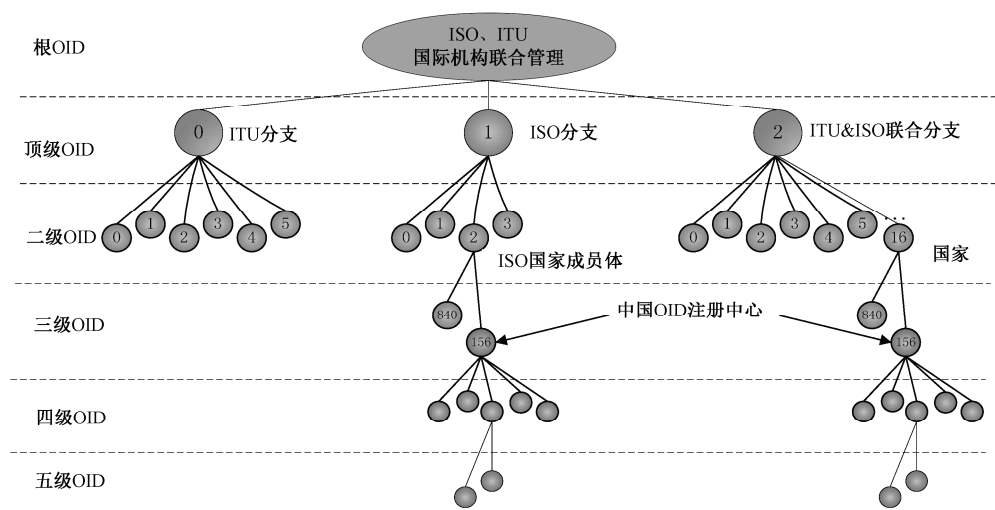 根OID
ISO、ITU
国际机构联合管理
顶级OID
0
ITU分支
1
ISO分支
2
ITU&ISO联合分支
二级OID
0
1
2
3
4
5
0
1
2
3
ISO国家成员体
0
1
2
3
4
5
...
16
国家
三级OID
840
156
中国OID注册中心
840
156
四级OID
五级OID